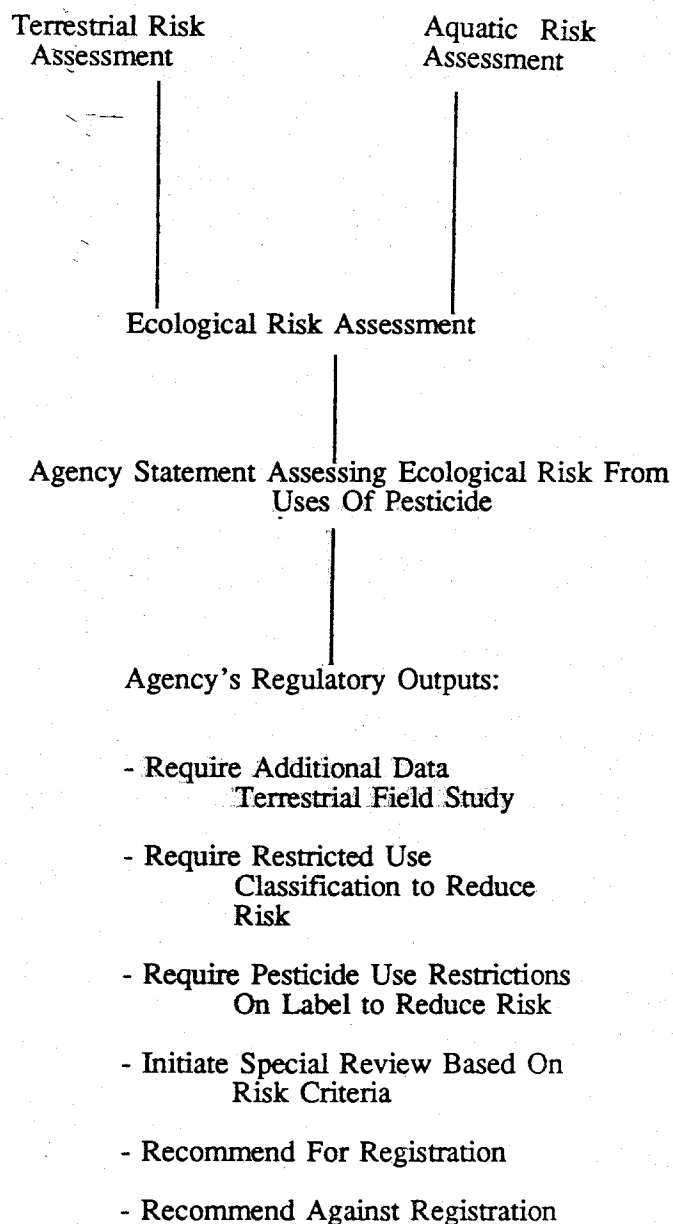 Terrestrial Risk
Assessment
Aquatic Risk
Assessment
Ecological Risk Assessment
Agency Statement Assessing Ecological Risk From
Uses Of Pesticide
Agency's Regulatory Outputs:
- Require Additional Data
Terrestrial Field Study
- Require Restricted Use
Classification to Reduce
Risk
- Require Pesticide Use Restrictions
On Label to Reduce Risk
- Initiate Special Review Based On
Risk Criteria
- Recommend For Registration
- Recommend Against Registration